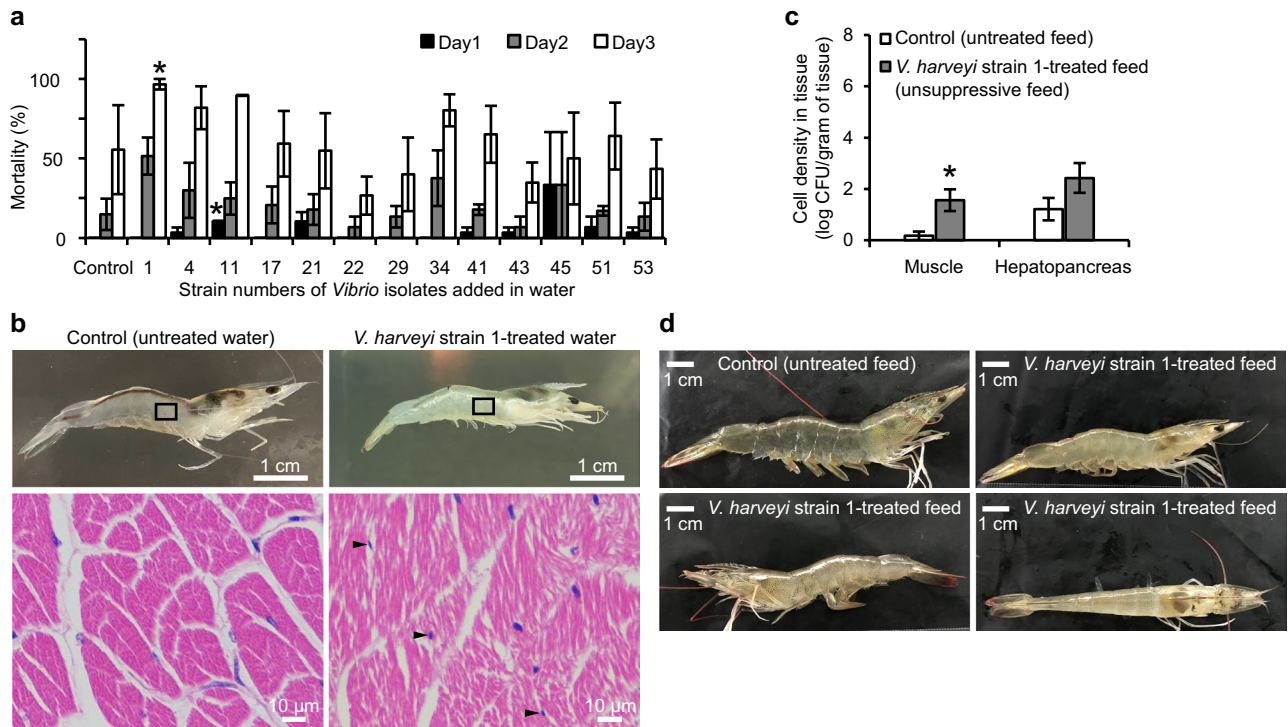 a
Day1 Day2 Day3
Mortality (%)
100
50
0
*
*
Control 1 4 11 17 21 22 29 34 41 43 45 51 53
Strain numbers of Vibrio isolates added in water
c
Control (untreated feed)
V. harveyi strain 1-treated feed
(unsuppressive feed)
Cell density in tissue
(log CFU/gram of tissue)
8
6
4
2
0
*
Muscle Hepatopancreas
b
Control (untreated water)
V. harveyi strain 1-treated water
1 cm
1 cm
10 µm
10 µm
d
Control (untreated feed)
1 cm
V. harveyi strain 1-treated feed
1 cm
V. harveyi strain 1-treated feed
1 cm
V. harveyi strain 1-treated feed
1 cm